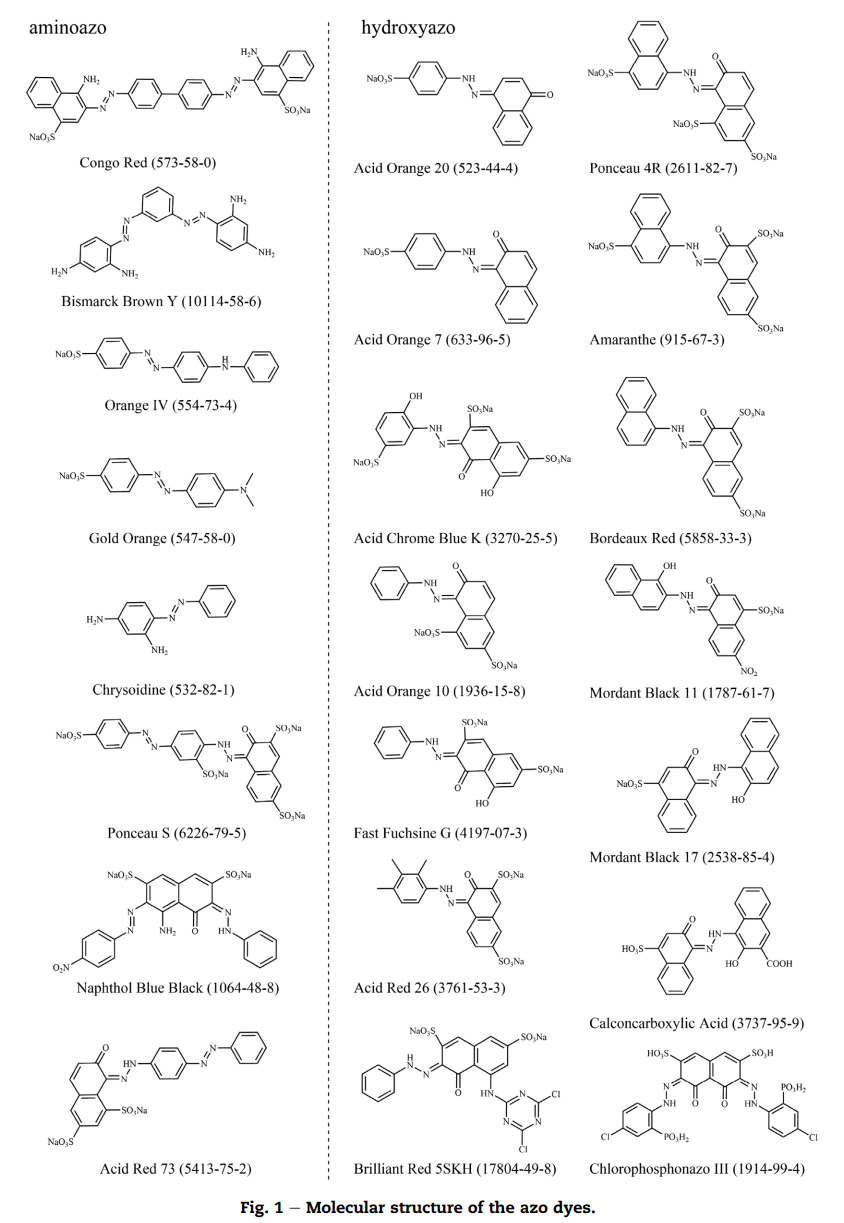 aminoazo
H₂N
NH₂
N
N
N
N
SO₃Na
NaO₃S
Congo Red (573-58-0)
NH₂
N
N
N
N
NH₂
H₂N
NH₂
Bismarck Brown Y (10114-58-6)
NaO₃S
N
N
H
N
Orange IV (554-73-4)
NaO₃S
N
N
N
Gold Orange (547-58-0)
N
N
H₂N
NH₂
Chrysoidine (532-82-1)
NaO₃S
N
N
O
SO₃Na
NH
N
SO₃Na
SO₃Na
Ponceau S (6226-79-5)
NaO₃S
SO₃Na
N
N
NH₂
O
N
HN
O₂N
Naphthol Blue Black (1064-48-8)
O
HN
N
N
N
SO₃Na
NaO₃S
Acid Red 73 (5413-75-2)
hydroxyazo
NaO₃S
NH
N
O
Acid Orange 20 (523-44-4)
NaO₃S
NH
N
O
Acid Orange 7 (633-96-5)
OH
SO₃Na
NH
N
NaO₃S
O
SO₃Na
HO
Acid Chrome Blue K (3270-25-5)
O
NH
N
NaO₃S
SO₃Na
Acid Orange 10 (1936-15-8)
SO₃Na
NH
N
O
SO₃Na
HO
Fast Fuchsine G (4197-07-3)
O
SO₃Na
NH
N
SO₃Na
Acid Red 26 (3761-53-3)
NaO₃S
SO₃Na
H
N
N
O
HN
N
Cl
N
N
Cl
Brilliant Red 5SKH (17804-49-8)
O
NaO₃S
NH
N
NaO₃S
SO₃Na
Ponceau 4R (2611-82-7)
O
SO₃Na
NaO₃S
NH
N
SO₃Na
Amaranthe (915-67-3)
O
SO₃Na
NH
N
SO₃Na
Bordeaux Red (5858-33-3)
OH
O
NH
N
SO₃Na
NO₂
Mordant Black 11 (1787-61-7)
O
HN
N
NaO₃S
HO
Mordant Black 17 (2538-85-4)
O
HN
N
HO₃S
HO
COOH
Calconcarboxylic Acid (3737-95-9)
HO₃S
SO₃H
N
NH
O
O
N
HN
PO₃H₂
Cl
PO₃H₂
Cl
Chlorophosphonazo III (1914-99-4)
Fig. 1 – Molecular structure of the azo dyes.